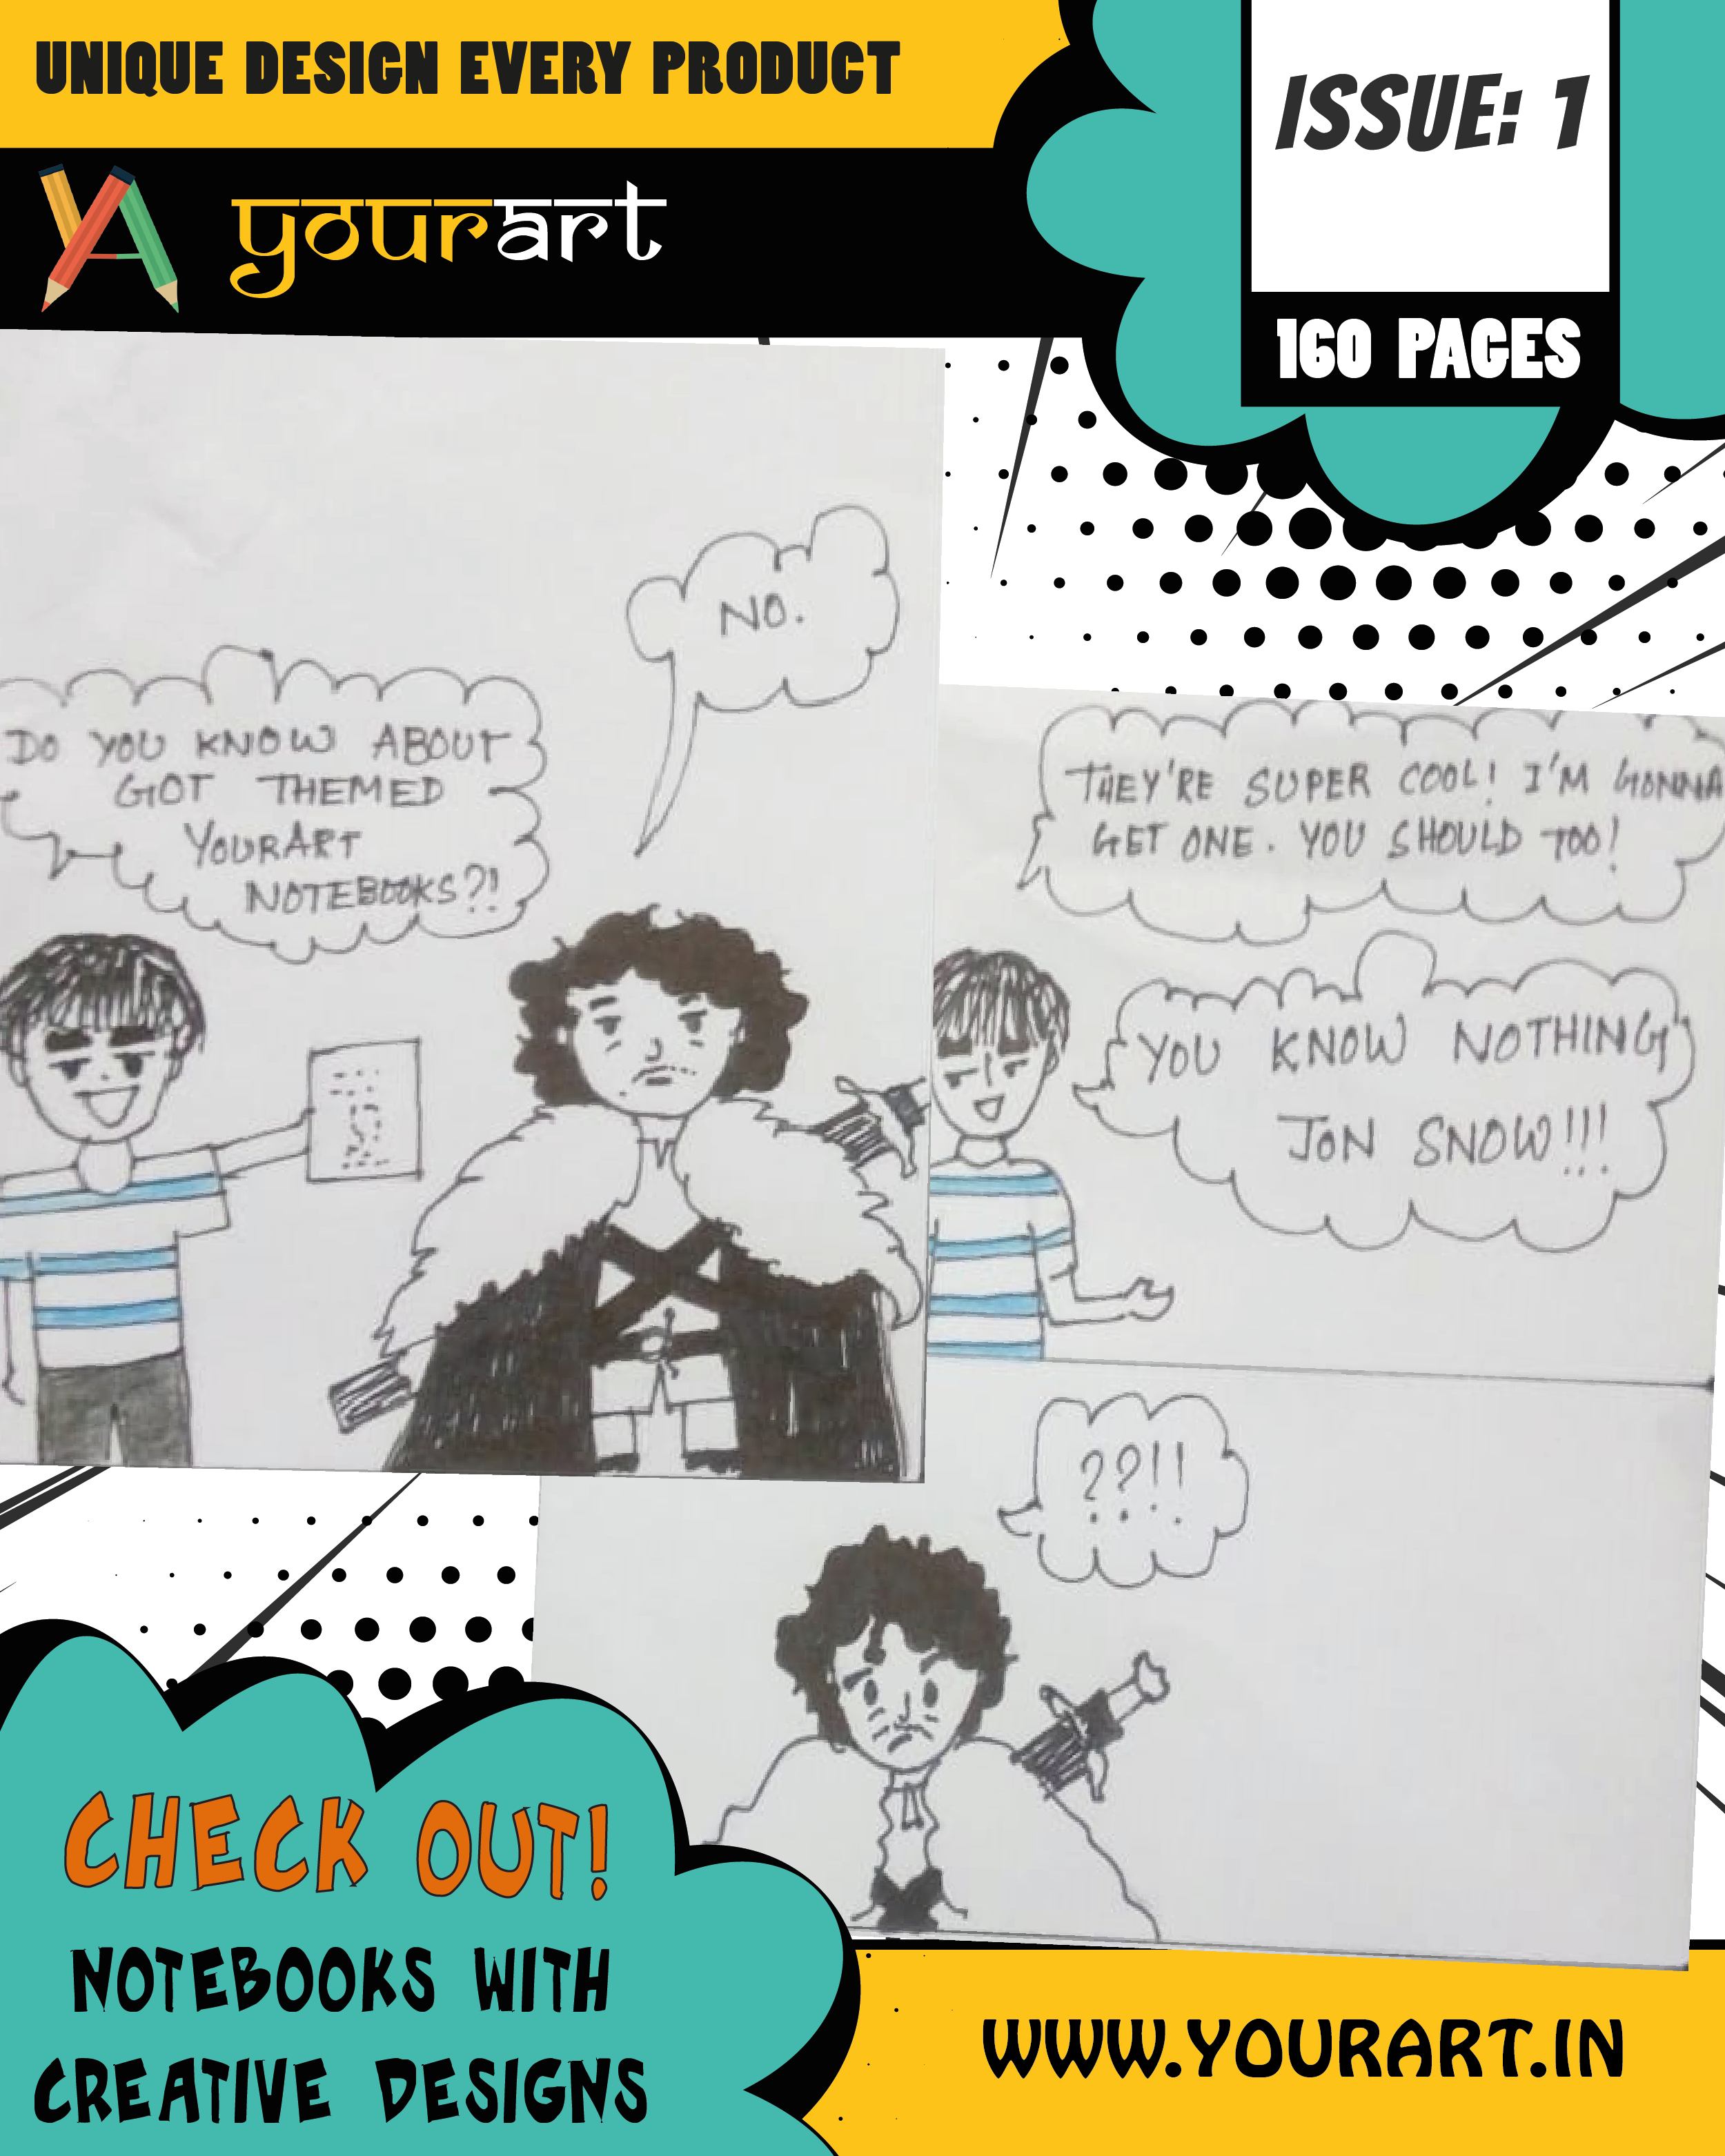 UNIQUE DESIGN EVERY PRODUCT
ISSUE: 1
yourart
160 PAGES
NO.
DO YOU KNOW ABOUT
GOT THEMED
YOURART
NOTEBOOKS?!
THEY'RE SUPER COOL! I'M GONNA
GET ONE. YOU SHOULD TOO!
YOU KNOW NOTHING
JON SNOW!!!
??!!
CHECK OUT!
NOTEBOOKS WITH
CREATIVE DESIGNS
WWW.YOURART.IN